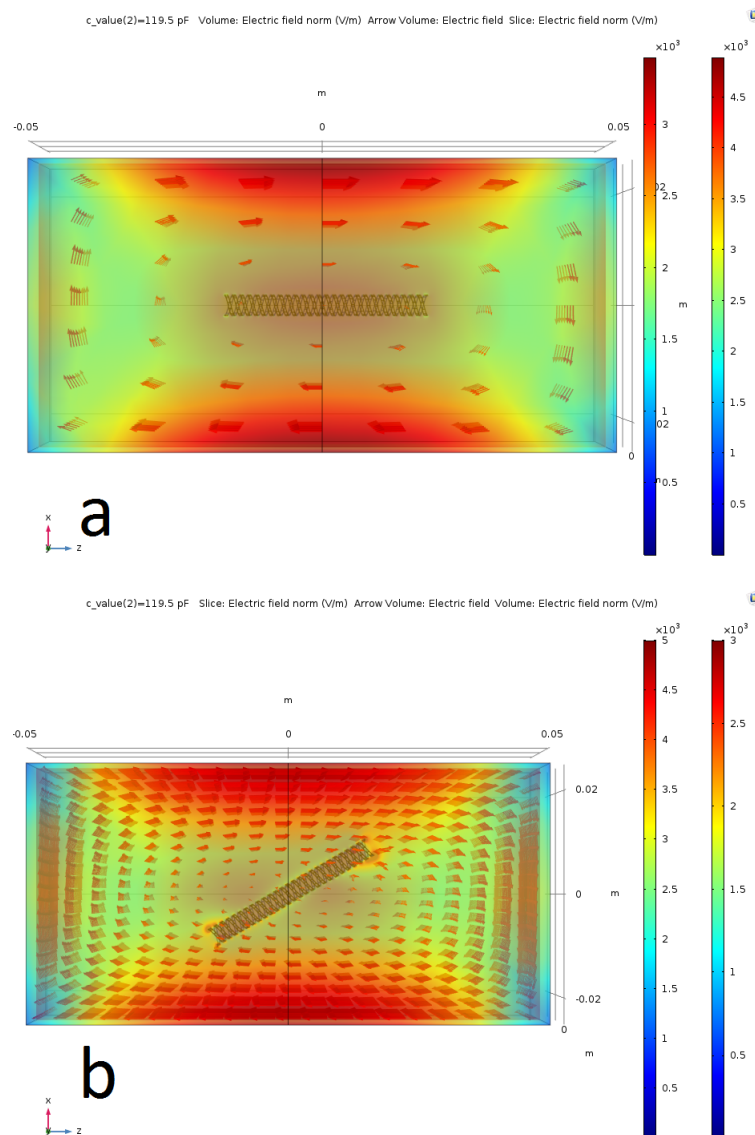 c_value(2)=119.5 pF Volume: Electric field norm (V/m) Arrow Volume: Electric field Slice: Electric field norm (V/m)
×10³ ×10³
m
-0.05 0 0.05
3
2.5
2
1.5
1
0.5
4.5
4
3.5
3
2.5
2
1.5
1
0.5
2
m
02
0
a
x
y z
c_value(2)=119.5 pF Slice: Electric field norm (V/m) Arrow Volume: Electric field Volume: Electric field norm (V/m)
×10³ ×10³
m
-0.05 0 0.05
5
4.5
4
3.5
3
2.5
2
1.5
1
0.5
3
2.5
2
1.5
1
0.5
0.02
0 m
-0.02
0
m
b
x
y z